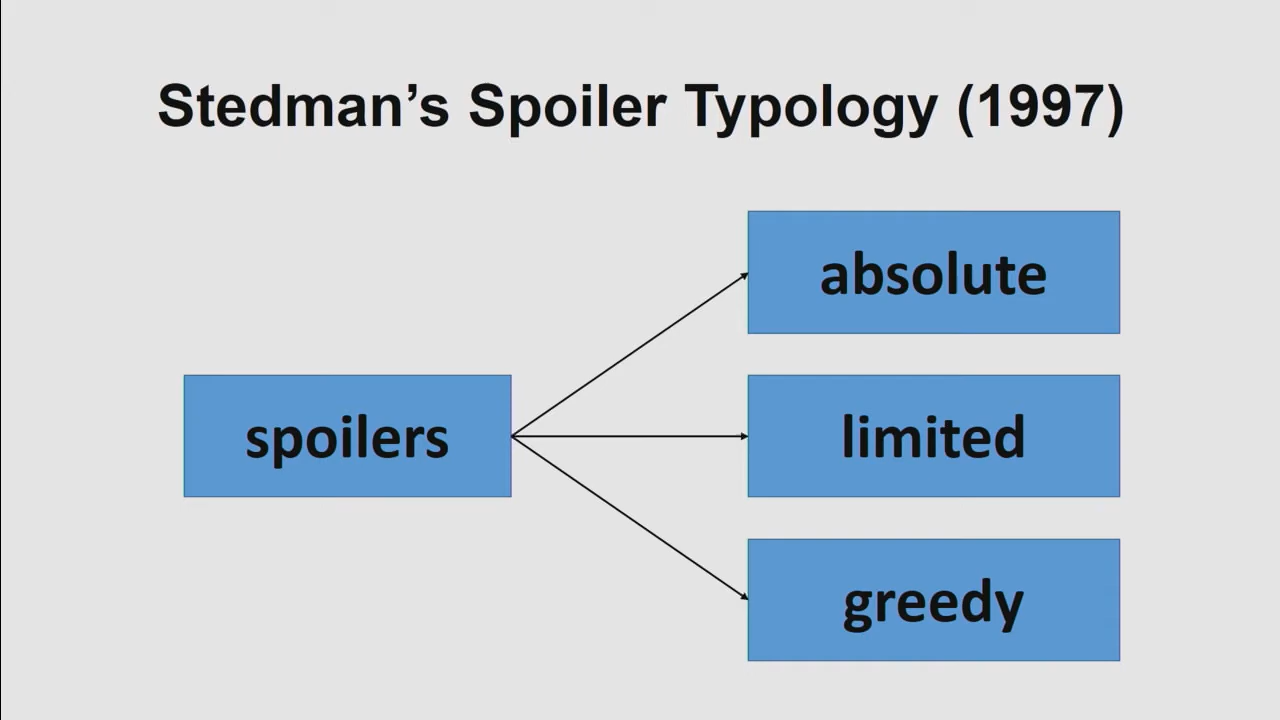 Stedman’s Spoiler Typology (1997)
absolute
spoilers
limited
greedy